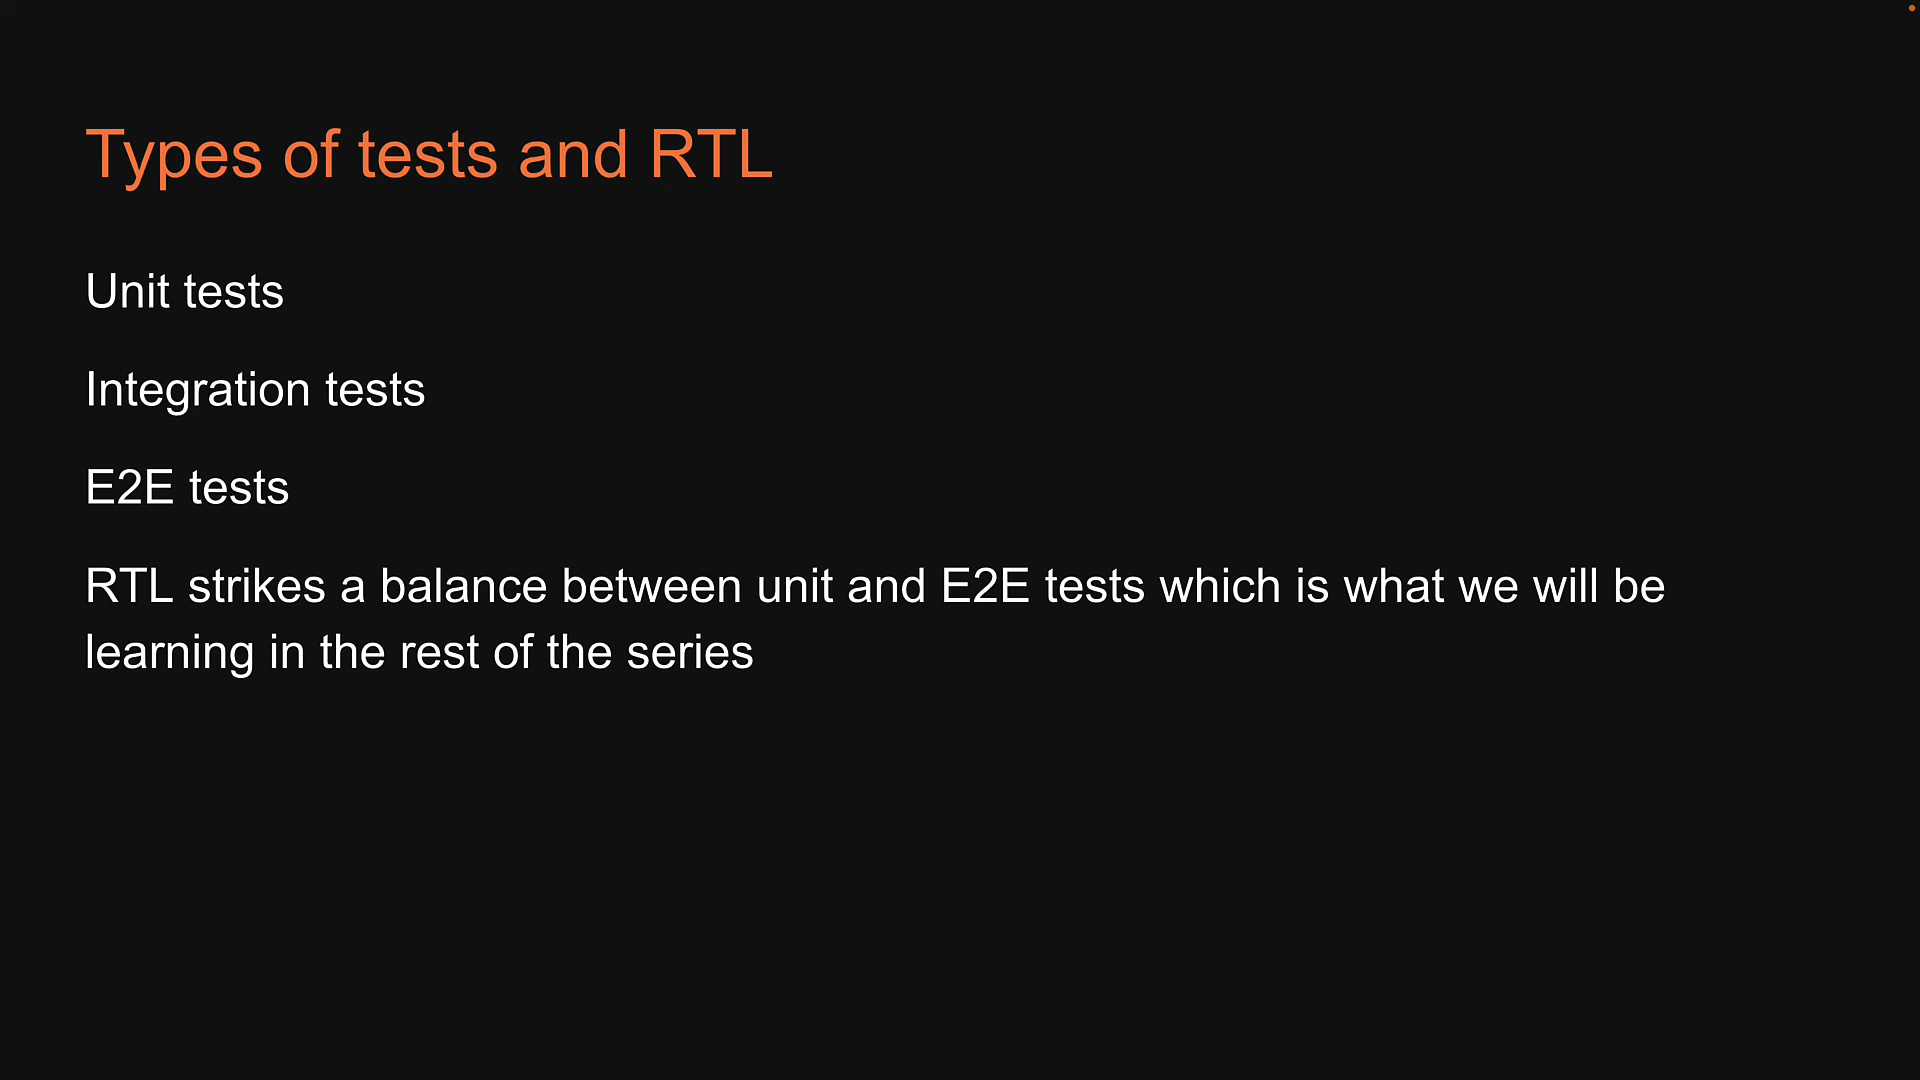 Types of tests and RTL
Unit tests
Integration tests
E2E tests
RTL strikes a balance between unit and E2E tests which is what we will be
learning in the rest of the series